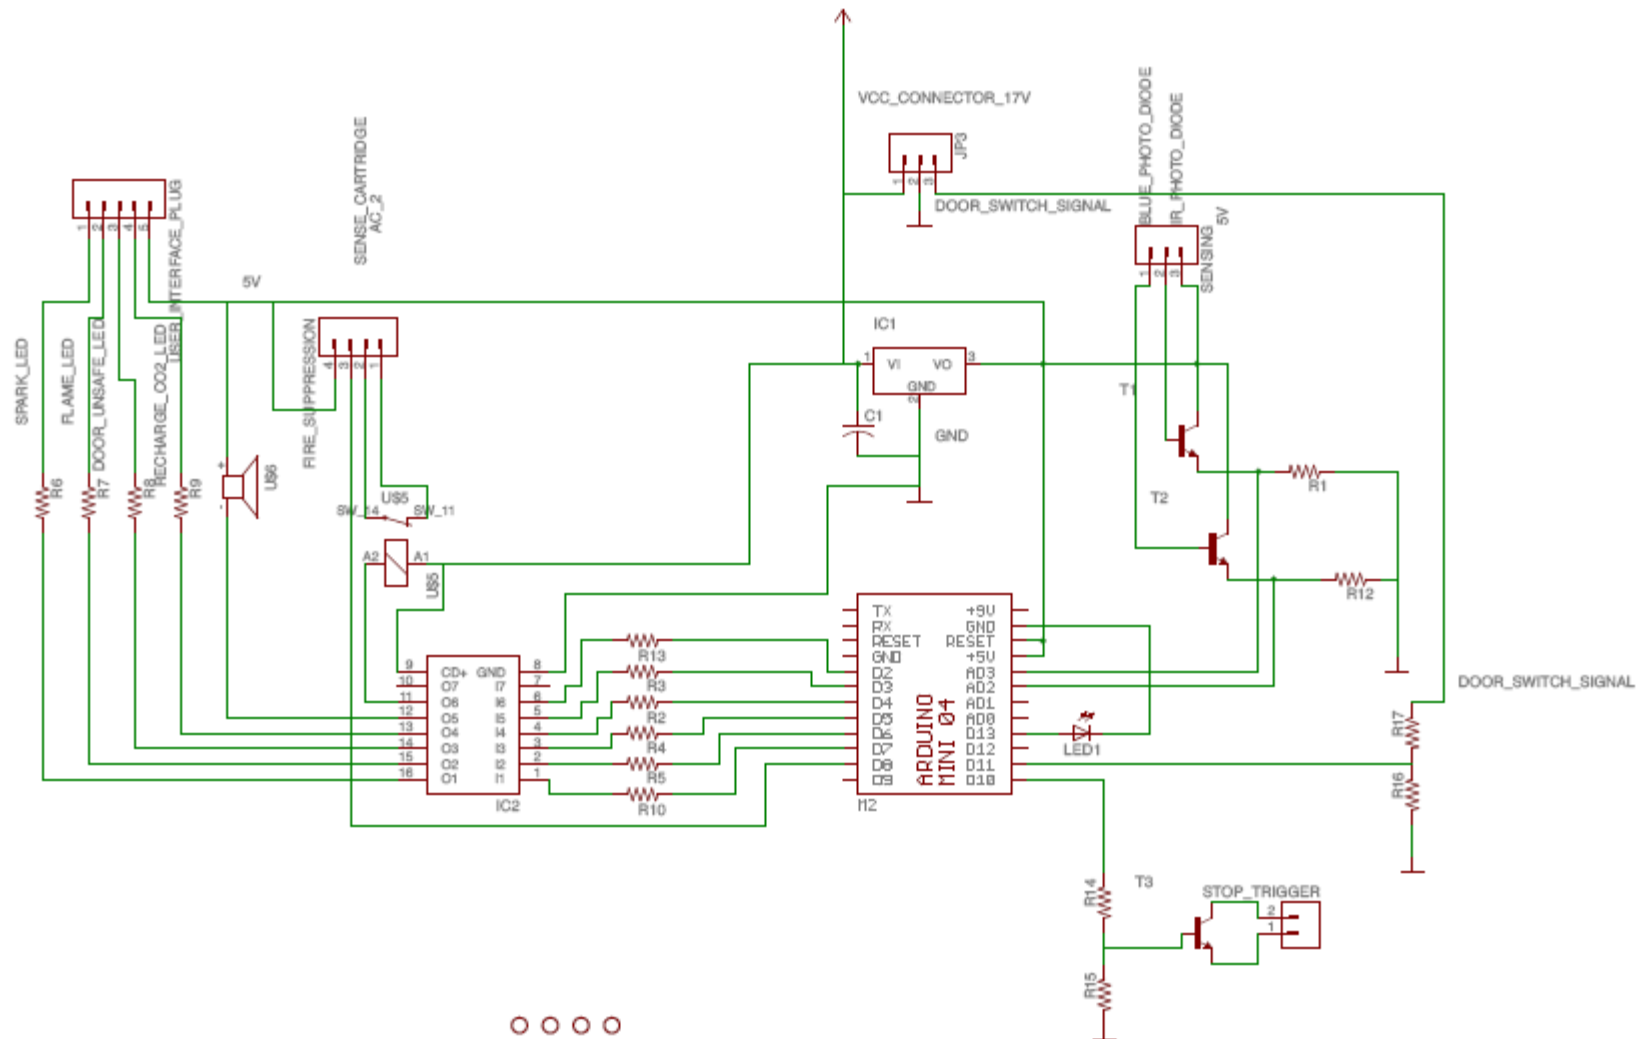 VCC_CONNECTOR_17V
JP3
1
2
3
DOOR_SWITCH_SIGNAL
BLUE_PHOTO_DIODE
IR_PHOTO_DIODE
5V
SENSING
1
2
3
SENSE_CARTRIDGE
AC_2
FIRE_SUPPRESSION
4
3
2
1
1
2
3
4
5
USER_INTERFACE_PLUG
5V
SPARK_LED
FLAME_LED
DOOR_UNSAFE_LED
RECHARGE_CO2_LED
R6
R7
R8
R9
+
-
U$6
U$5
SW_14
SW_11
A2
A1
U$5
IC1
1
VI
VO
3
GND
2
C1
GND
T1
T2
R1
R12
9
CD+
GND
8
10
O7
I7
7
11
O6
I6
6
12
O5
I5
5
13
O4
I4
4
14
O3
I3
3
15
O2
I2
2
16
O1
I1
1
IC2
R13
R3
R2
R4
R5
R10
TX
+9V
RX
GND
RESET
RESET
GND
+5V
D2
AD3
D3
AD2
D4
AD1
D5
AD0
D6
D13
D7
D12
D8
D11
D9
D10
ARDUINO
MINI 04
M2
LED1
DOOR_SWITCH_SIGNAL
R17
R16
R14
R15
T3
STOP_TRIGGER
2
1